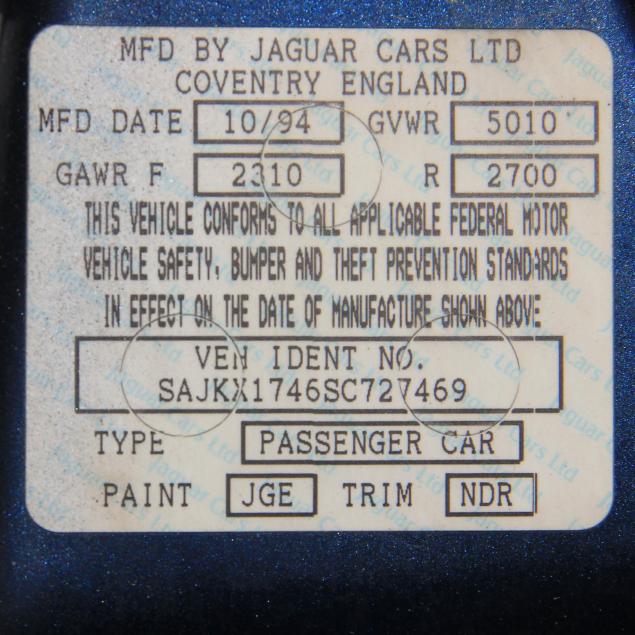 MFD BY JAGUAR CARS LTD
COVENTRY ENGLAND
MFD DATE 10/94 GVWR 5010
GAWR F 2310 R 2700
THIS VEHICLE CONFORMS TO ALL APPLICABLE FEDERAL MOTOR
VEHICLE SAFETY, BUMPER AND THEFT PREVENTION STANDARDS
IN EFFECT ON THE DATE OF MANUFACTURE SHOWN ABOVE
VEH IDENT NO.
SAJKX1746SC727469
TYPE PASSENGER CAR
PAINT JGE TRIM NDR